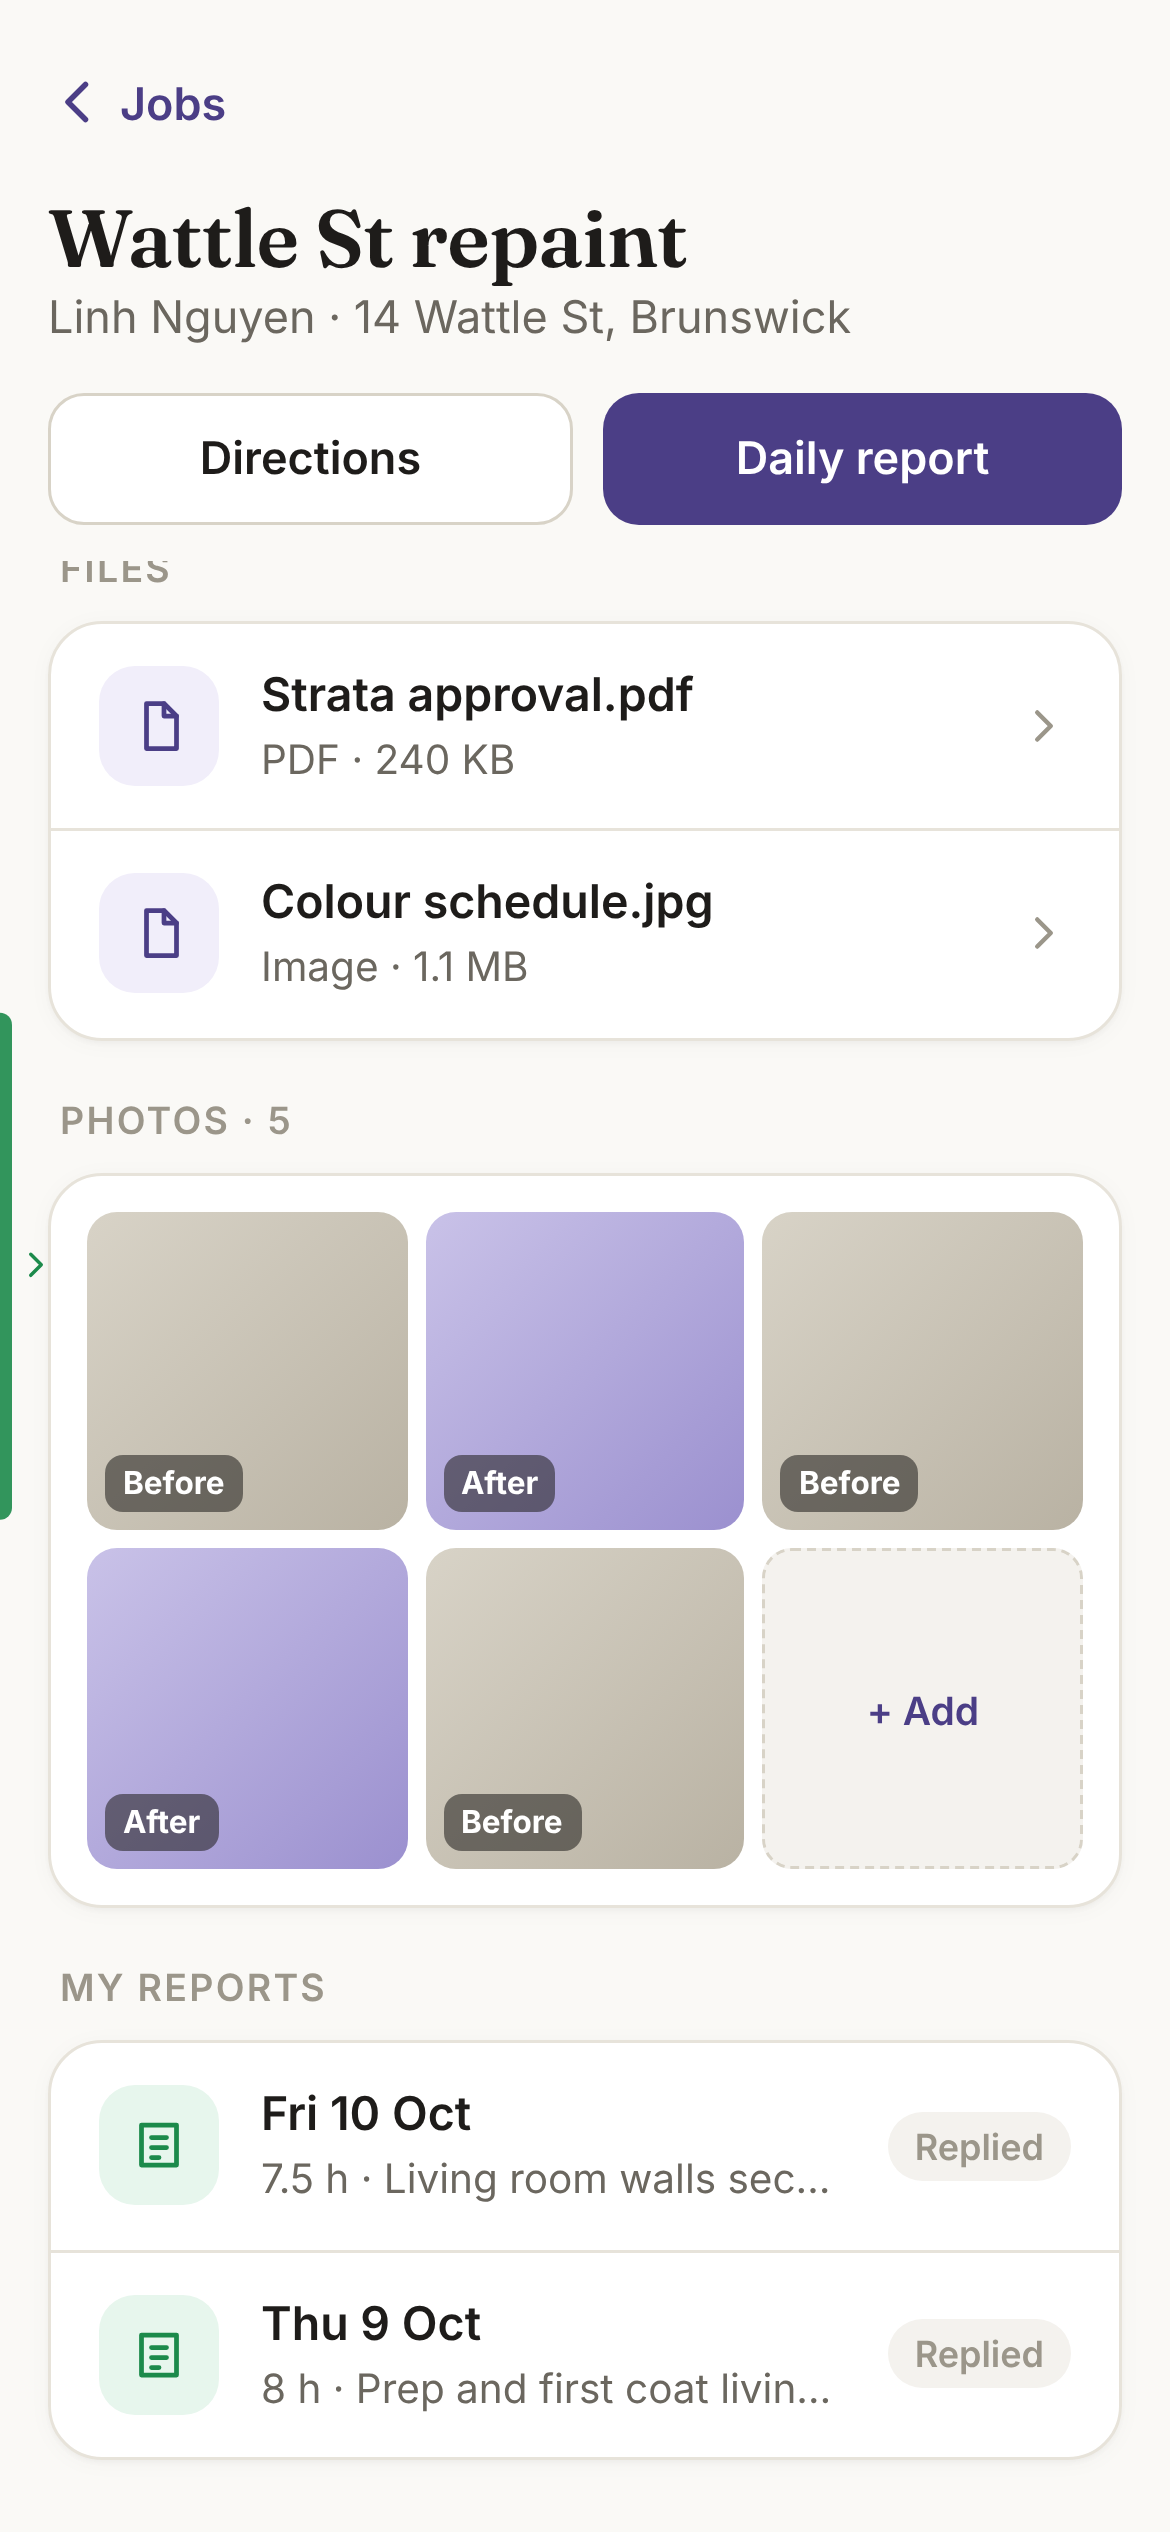 Jobs
Wattle St repaint
Linh Nguyen · 14 Wattle St, Brunswick
Directions
Daily report
FILES
Strata approval.pdf
PDF · 240 KB
Colour schedule.jpg
Image · 1.1 MB
PHOTOS · 5
Before
After
Before
After
Before
+ Add
MY REPORTS
Fri 10 Oct
7.5 h · Living room walls sec...
Replied
Thu 9 Oct
8 h · Prep and first coat livin...
Replied